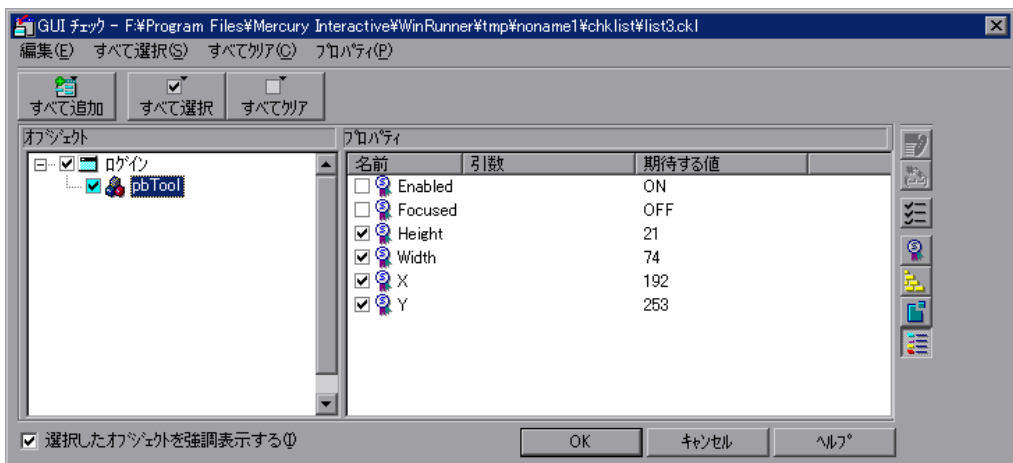 GUI ﾁｪｯｸ - F:¥Program Files¥Mercury Interactive¥WinRunner¥tmp¥noname1¥chklist¥list3.ckl
編集(E) すべて選択(S) すべてｸﾘｱ(C) ﾌﾟﾛﾊﾟﾃｨ(P)
すべて追加 すべて選択 すべてｸﾘｱ
ｵﾌﾞｼﾞｪｸﾄ ﾌﾟﾛﾊﾟﾃｨ
ﾛｸﾞｲﾝ
pbTool
名前 引数 期待する値
Enabled ON
Focused OFF
Height 21
Width 74
X 192
Y 253
選択したｵﾌﾞｼﾞｪｸﾄを強調表示する(I)
OK ｷｬﾝｾﾙ ﾍﾙﾌﾟ